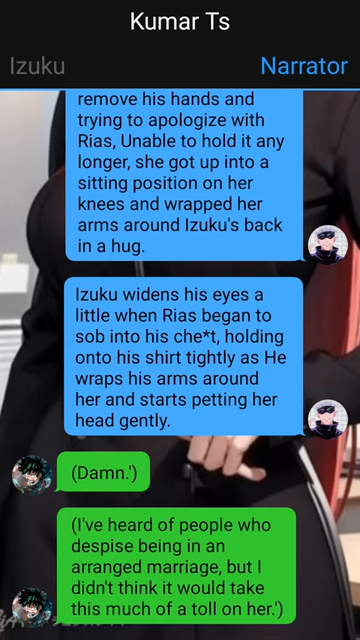 Kumar Ts
Izuku
Narrator
remove his hands and
trying to apologize with
Rias, Unable to hold it any
longer, she got up into a
sitting position on her
knees and wrapped her
arms around Izuku's back
in a hug.
Izuku widens his eyes a
little when Rias began to
sob into his che*t, holding
onto his shirt tightly as He
wraps his arms around
her and starts petting her
head gently.
(Damn.')
(I've heard of people who
despise being in an
arranged marriage, but I
didn't think it would take
this much of a toll on her.')